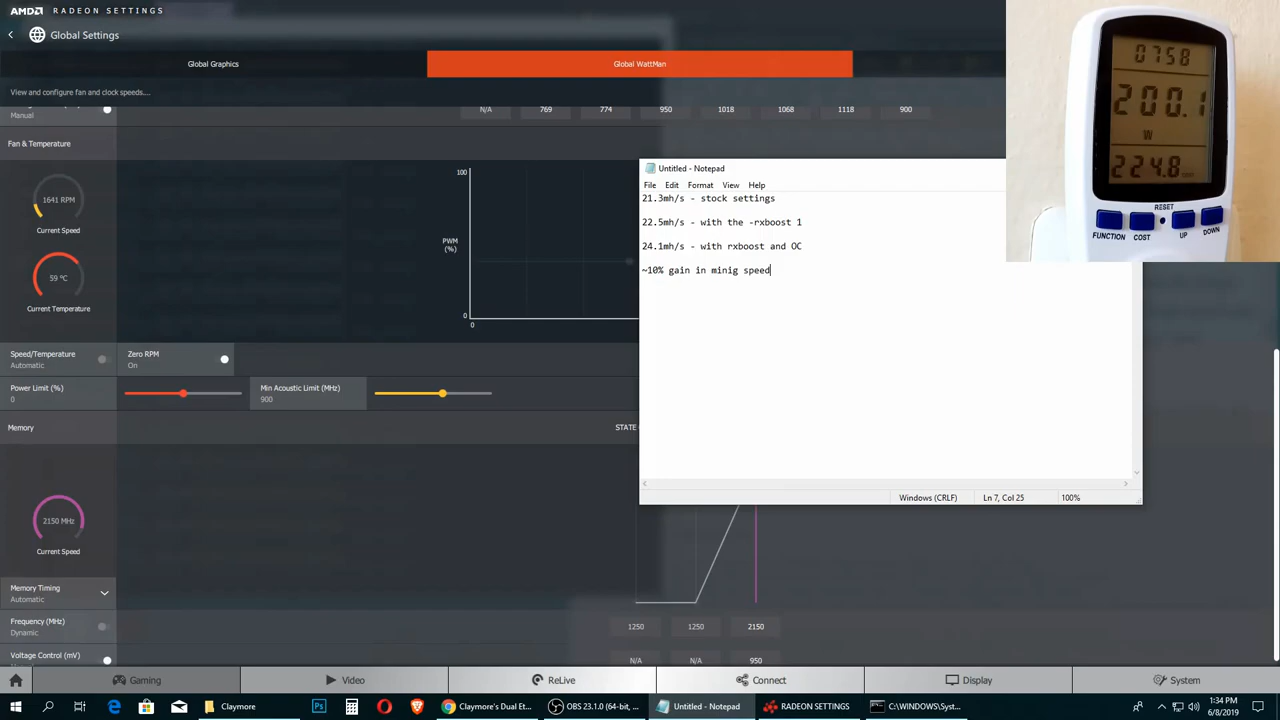 AMD RADEON SETTINGS
Global Settings
Global Graphics
Global WattMan
View and configure fan and clock speeds....
Manual
N/A 769 774 950 1018 1068 1118 900
Fan & Temperature
1641 RPM
Current Speed
59 °C
Current Temperature
100
PWM
(%)
0
0
Speed/Temperature
Automatic
Zero RPM
On
Power Limit (%)
0
Min Acoustic Limit (MHz)
900
Memory
STATE
2150 MHz
Current Speed
Memory Timing
Automatic
Frequency (MHz)
Dynamic
1250 1250 2150
Voltage Control (mV)
N/A N/A 950
Untitled - Notepad
File Edit Format View Help
21.3mh/s - stock settings
22.5mh/s - with the -rxboost 1
24.1mh/s - with rxboost and OC
~10% gain in minig speed
Windows (CRLF) Ln 7, Col 25 100%
0758
200.1
W
224.8
RESET
FUNCTION COST UP DOWN
Gaming Video ReLive Connect Display System
Claymore
Claymore's Dual Et...
OBS 23.1.0 (64-bit, ...
Untitled - Notepad
RADEON SETTINGS
C:\WINDOWS\Syst...
1:34 PM
6/8/2019